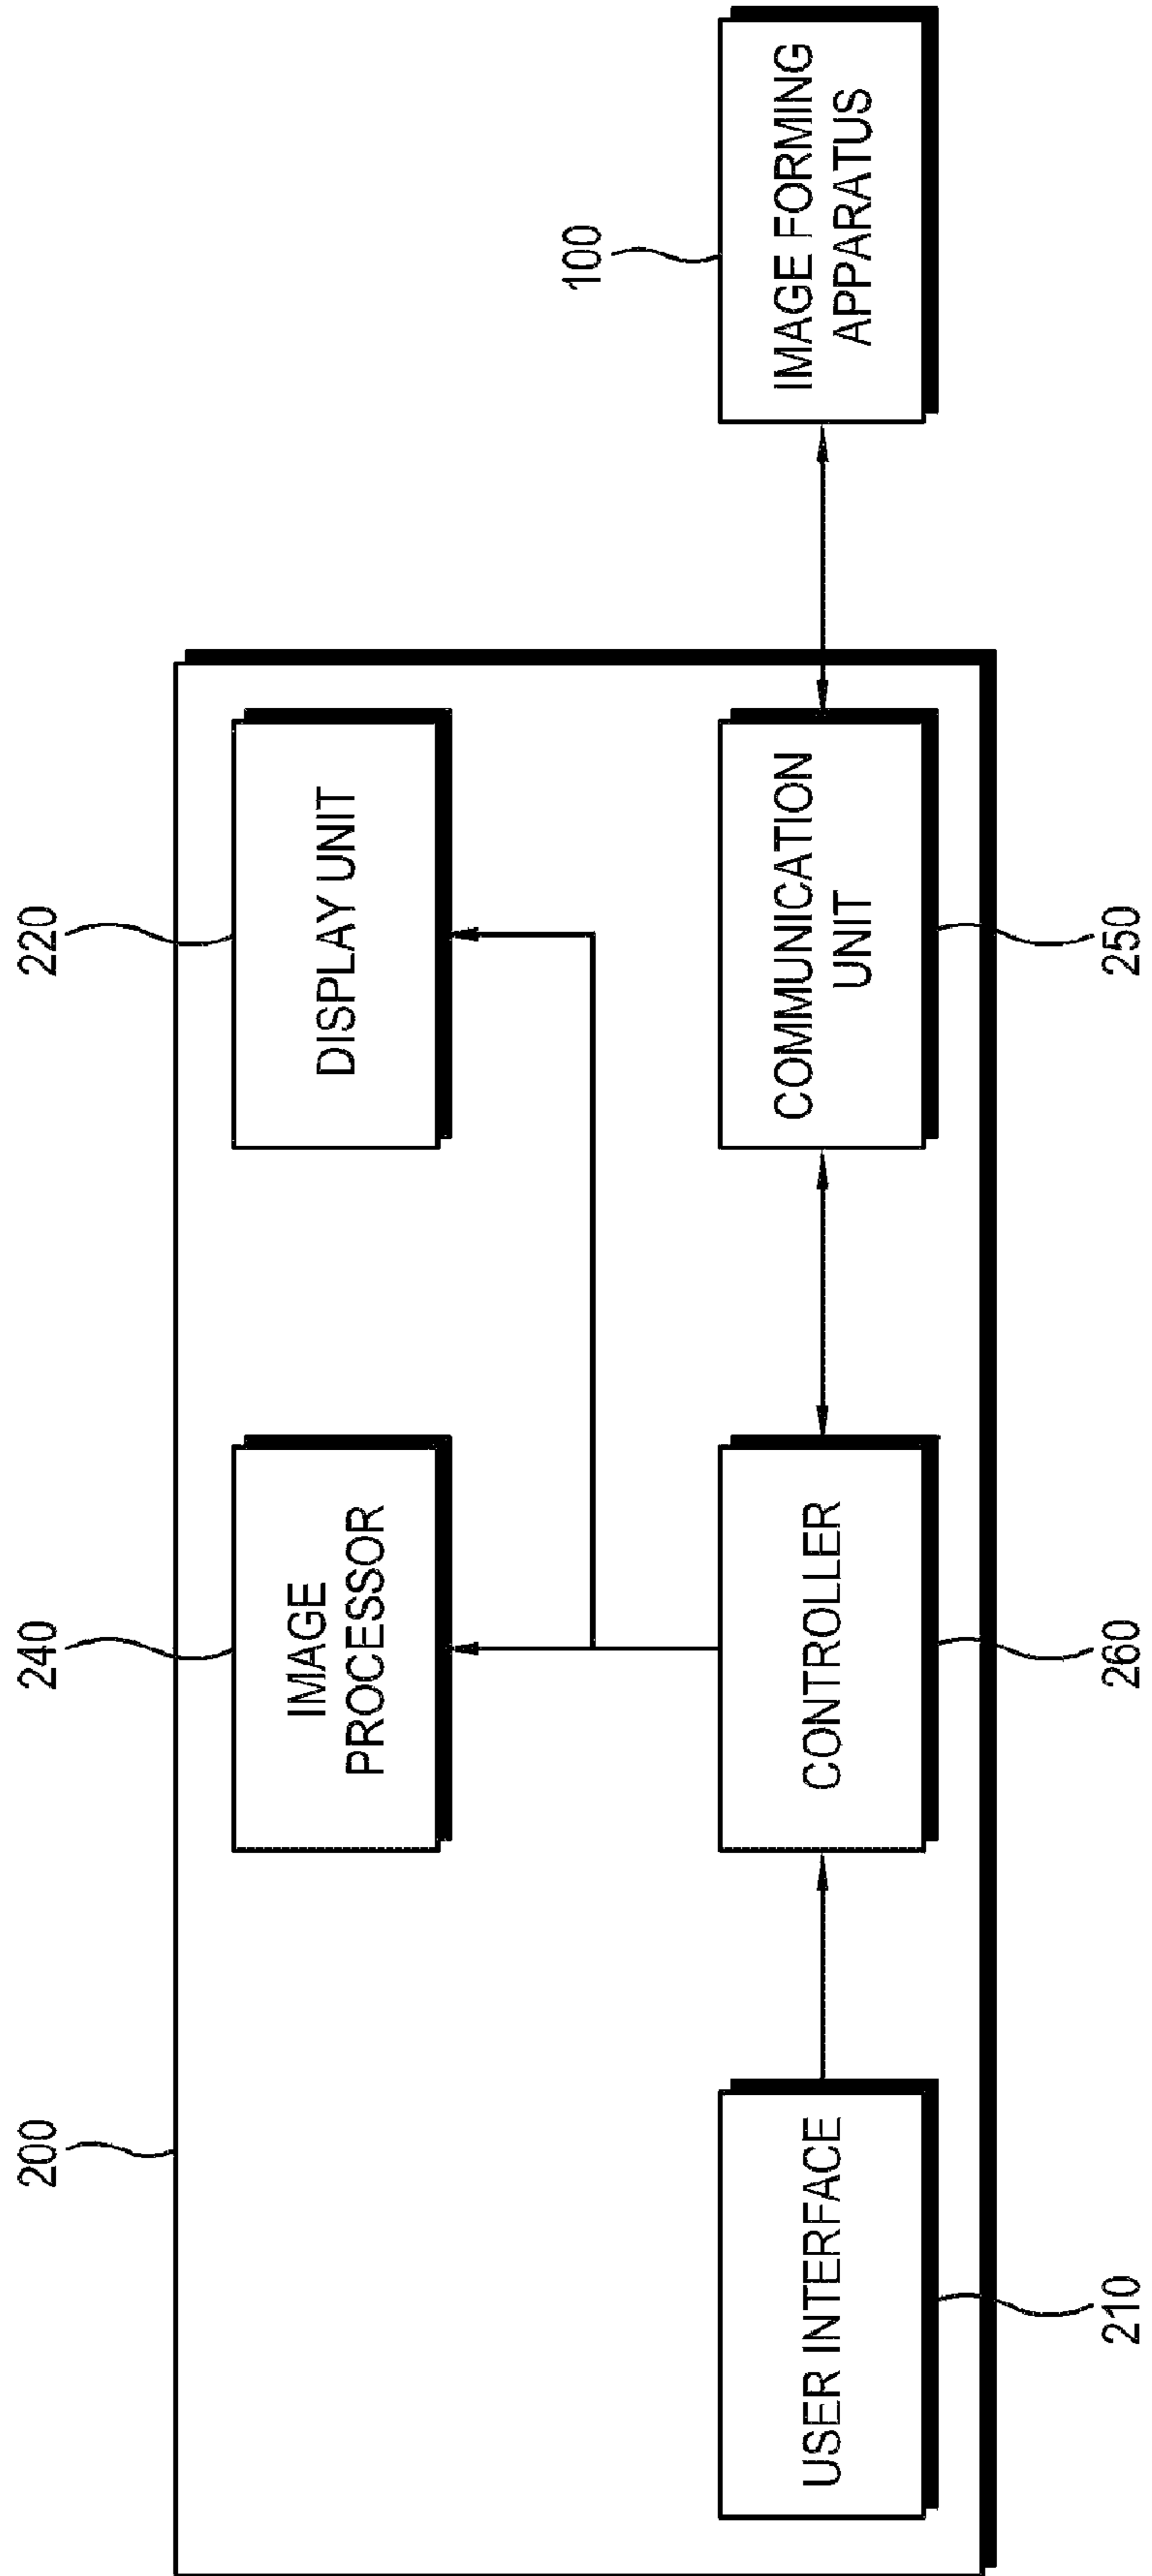 200
240
220
IMAGE
PROCESSOR
DISPLAY UNIT
100
USER INTERFACE
CONTROLLER
COMMUNICATION
UNIT
IMAGE FORMING
APPARATUS
210
260
250